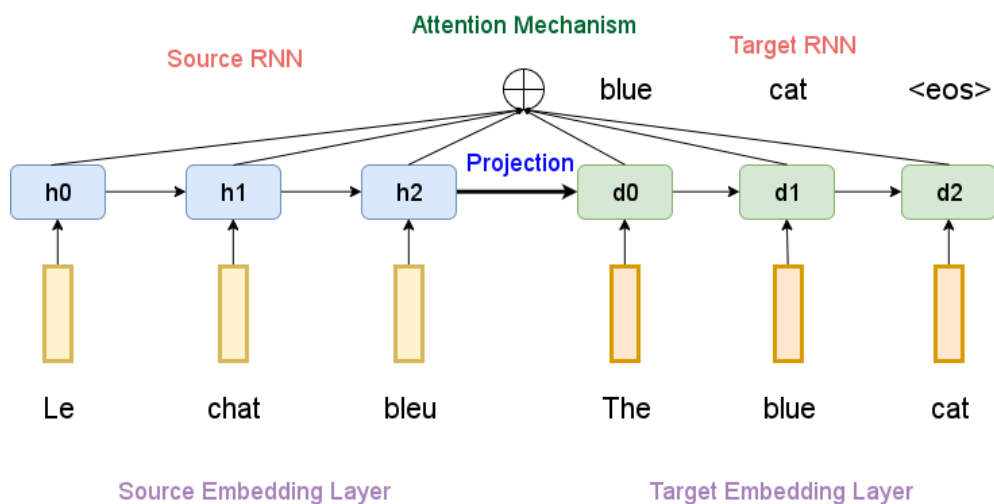 Attention Mechanism
Source RNN
Target RNN
blue cat <eos>
Projection
h0 h1 h2 d0 d1 d2
Le chat bleu The blue cat
Source Embedding Layer Target Embedding Layer